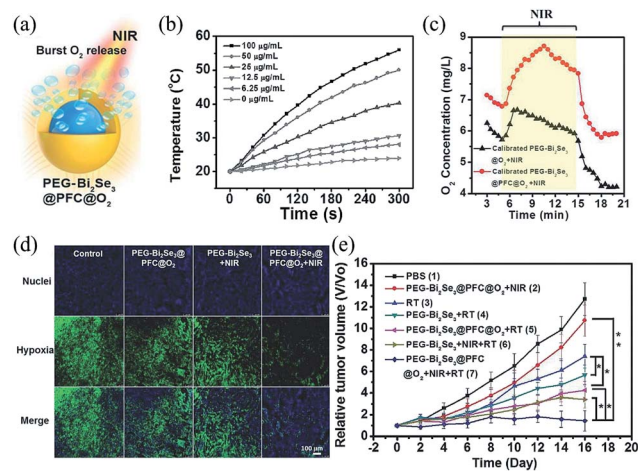 (a)
NIR
Burst O₂ release
PEG-Bi₂Se₃
@PFC@O₂
(b)
Temperature (°C)
60
50
40
30
20
10
100 µg/mL
50 µg/mL
25 µg/mL
12.5 µg/mL
6.25 µg/mL
0 µg/mL
0 60 120 180 240 300
Time (s)
(c)
NIR
O₂ Concentration (mg/L)
9
8
7
6
5
4
Calibrated PEG-Bi₂Se₃
@O₂+NIR
Calibrated PEG-Bi₂Se₃
@PFC@O₂+NIR
3 6 9 12 15 18 21
Time (min)
(d)
Control
PEG-Bi₂Se₃@
PFC@O₂
PEG-Bi₂Se₃
+NIR
PEG-Bi₂Se₃@
PFC@O₂+NIR
Nuclei
Hypoxia
Merge
100 µm
(e)
Relative tumor volume (V/Vo)
16
14
12
10
8
6
4
2
0
-2
PBS (1)
PEG-Bi₂Se₃@PFC@O₂+NIR (2)
RT (3)
PEG-Bi₂Se₃+RT (4)
PEG-Bi₂Se₃@PFC@O₂+RT (5)
PEG-Bi₂Se₃+NIR+RT (6)
PEG-Bi₂Se₃@PFC
@O₂+NIR+RT (7)
* *
*
*
**
*
*
-2 0 2 4 6 8 10 12 14 16 18 20
Time (Day)